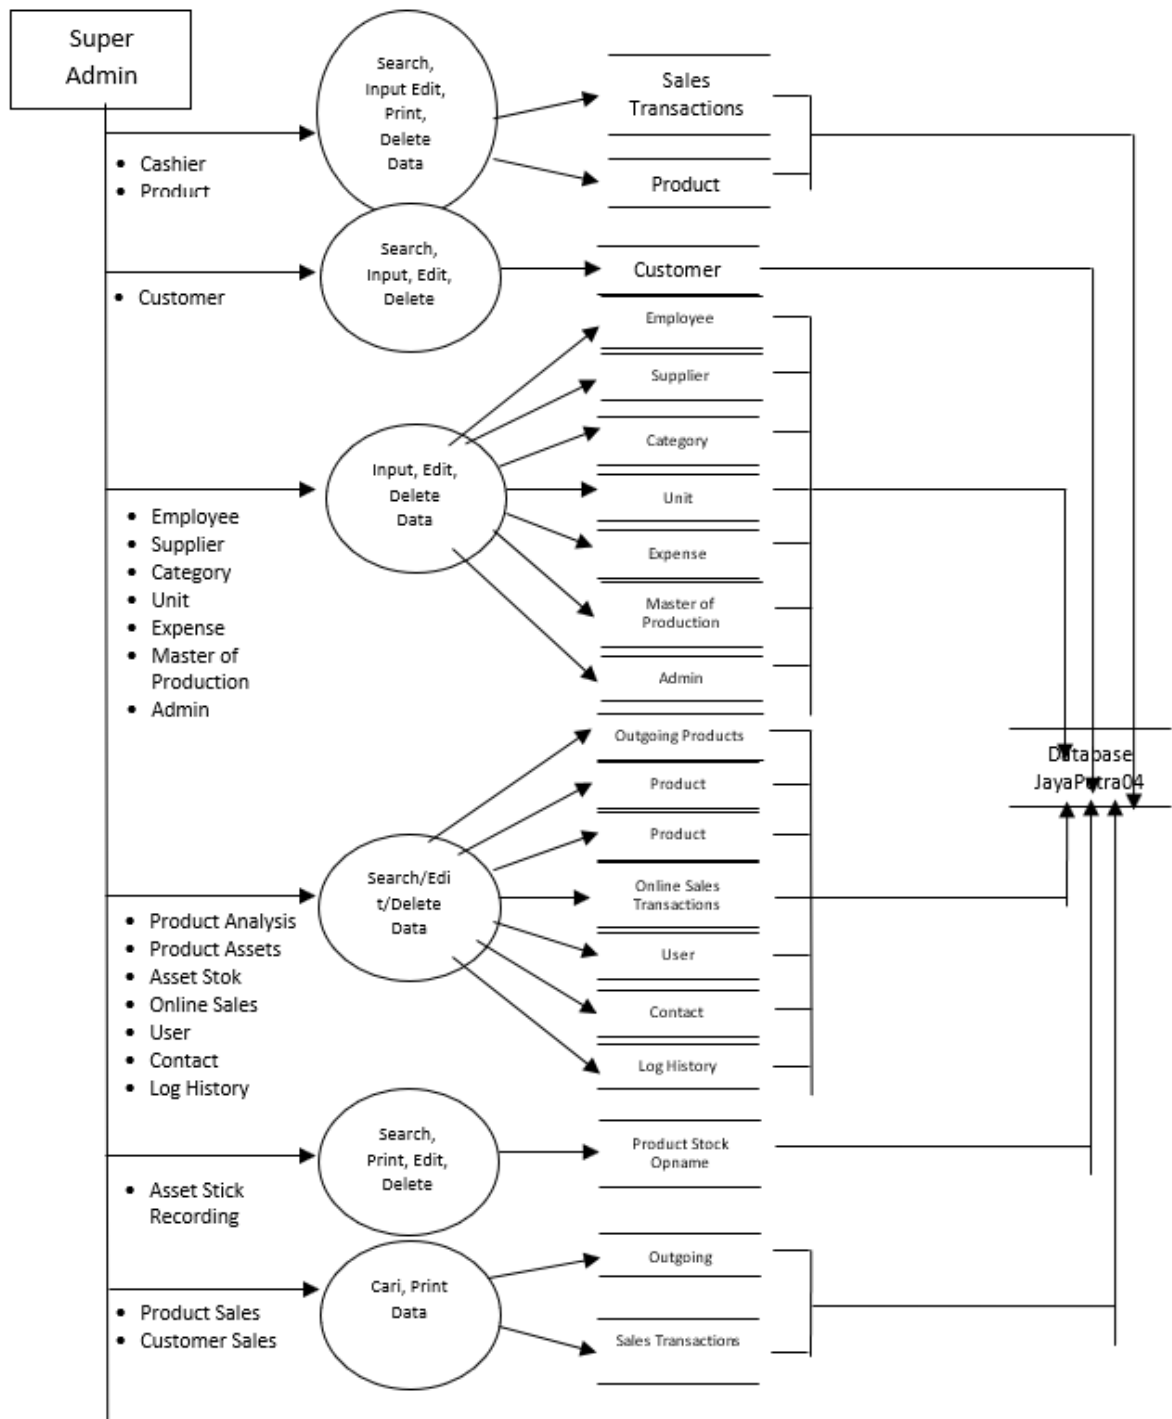 Super
Admin
Search,
Input Edit,
Print,
Delete
Data
Sales
Transactions
Product
• Cashier
• Product
Search,
Input, Edit,
Delete
Customer
• Customer
Employee
Supplier
Category
Unit
Expense
Master of
Production
Admin
Input, Edit,
Delete
Data
• Employee
• Supplier
• Category
• Unit
• Expense
• Master of
Production
• Admin
Database
JayaPutra04
Outgoing Products
Product
Product
Online Sales
Transactions
User
Contact
Log History
Search/Edi
t/Delete
Data
• Product Analysis
• Product Assets
• Asset Stok
• Online Sales
• User
• Contact
• Log History
Search,
Print, Edit,
Delete
Product Stock
Opname
• Asset Stick
Recording
Cari, Print
Data
Outgoing
Sales Transactions
• Product Sales
• Customer Sales